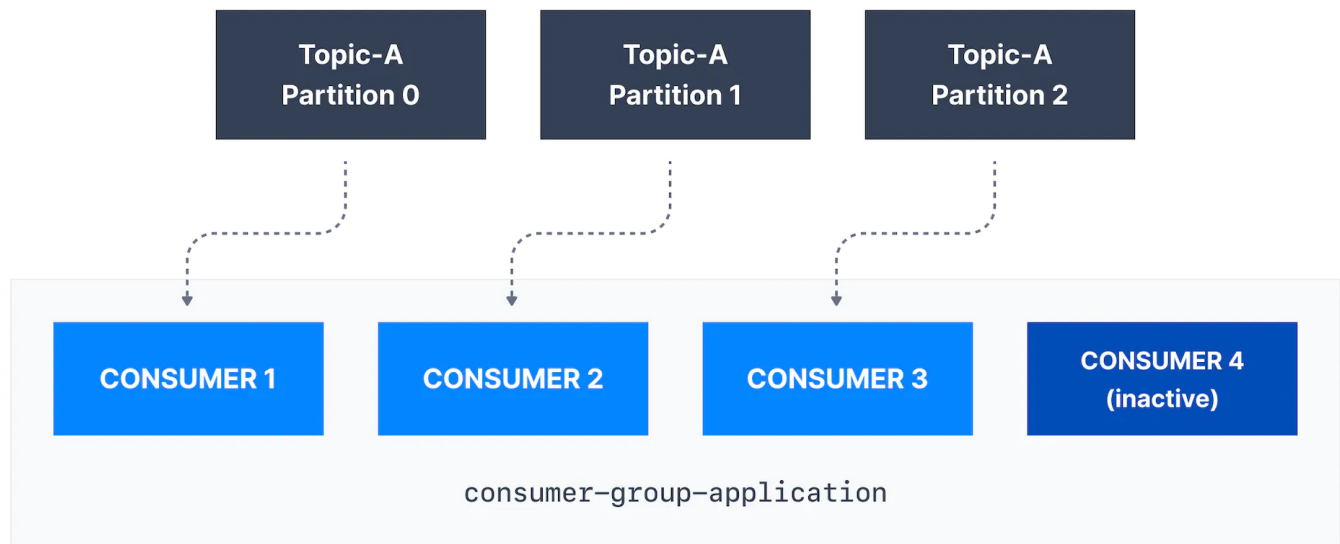 Topic-A
Partition 0
Topic-A
Partition 1
Topic-A
Partition 2
CONSUMER 1
CONSUMER 2
CONSUMER 3
CONSUMER 4
(inactive)
consumer-group-application